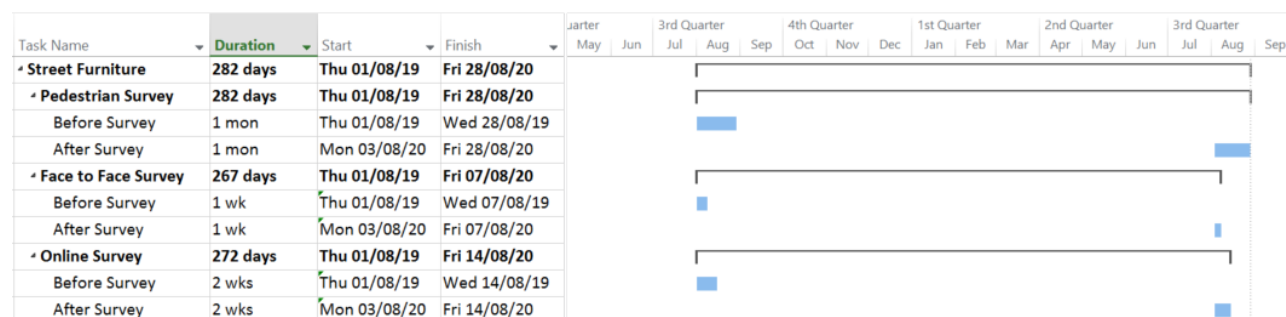 uarter 3rd Quarter 4th Quarter 1st Quarter 2nd Quarter 3rd Quarter
Task Name Duration Start Finish May Jun Jul Aug Sep Oct Nov Dec Jan Feb Mar Apr May Jun Jul Aug Sep
Street Furniture 282 days Thu 01/08/19 Fri 28/08/20
Pedestrian Survey 282 days Thu 01/08/19 Fri 28/08/20
Before Survey 1 mon Thu 01/08/19 Wed 28/08/19
After Survey 1 mon Mon 03/08/20 Fri 28/08/20
Face to Face Survey 267 days Thu 01/08/19 Fri 07/08/20
Before Survey 1 wk Thu 01/08/19 Wed 07/08/19
After Survey 1 wk Mon 03/08/20 Fri 07/08/20
Online Survey 272 days Thu 01/08/19 Fri 14/08/20
Before Survey 2 wks Thu 01/08/19 Wed 14/08/19
After Survey 2 wks Mon 03/08/20 Fri 14/08/20